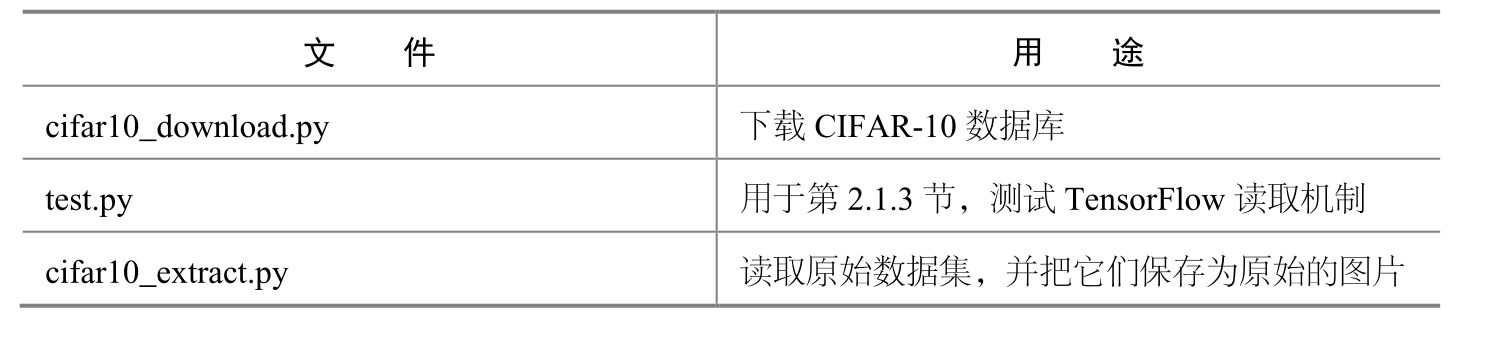 文 件 用 途
cifar10_download.py 下载 CIFAR-10 数据库
test.py 用于第 2.1.3 节，测试 TensorFlow 读取机制
cifar10_extract.py 读取原始数据集，并把它们保存为原始的图片